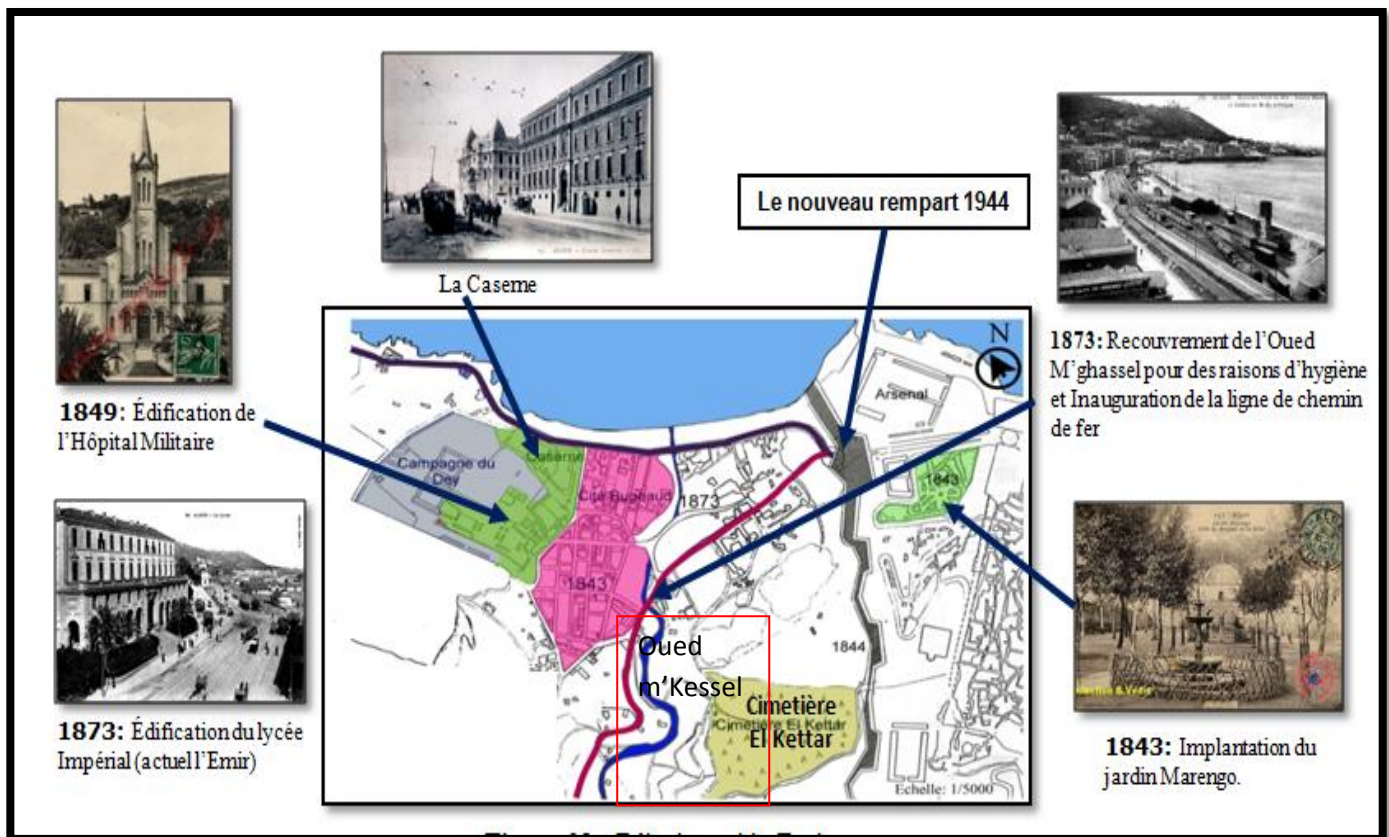 La Caserne
Le nouveau rempart 1944
1849: Édification de
l'Hôpital Militaire
1873: Recouvrement de l'Oued
M'ghassel pour des raisons d'hygiène
et Inauguration de la ligne de chemin
de fer
N
Arsenal
Campagne du
Dey
Caserne
Cité Bugeaud
1873
1843
1843
1844
Oued
m'Kessel
Cimetière
Cimetière El Kettar
El Kettar
Echelle: 1/5000
1873: Édification du lycée
Impérial (actuel l'Emir)
1843: Implantation du
jardin Marengo.